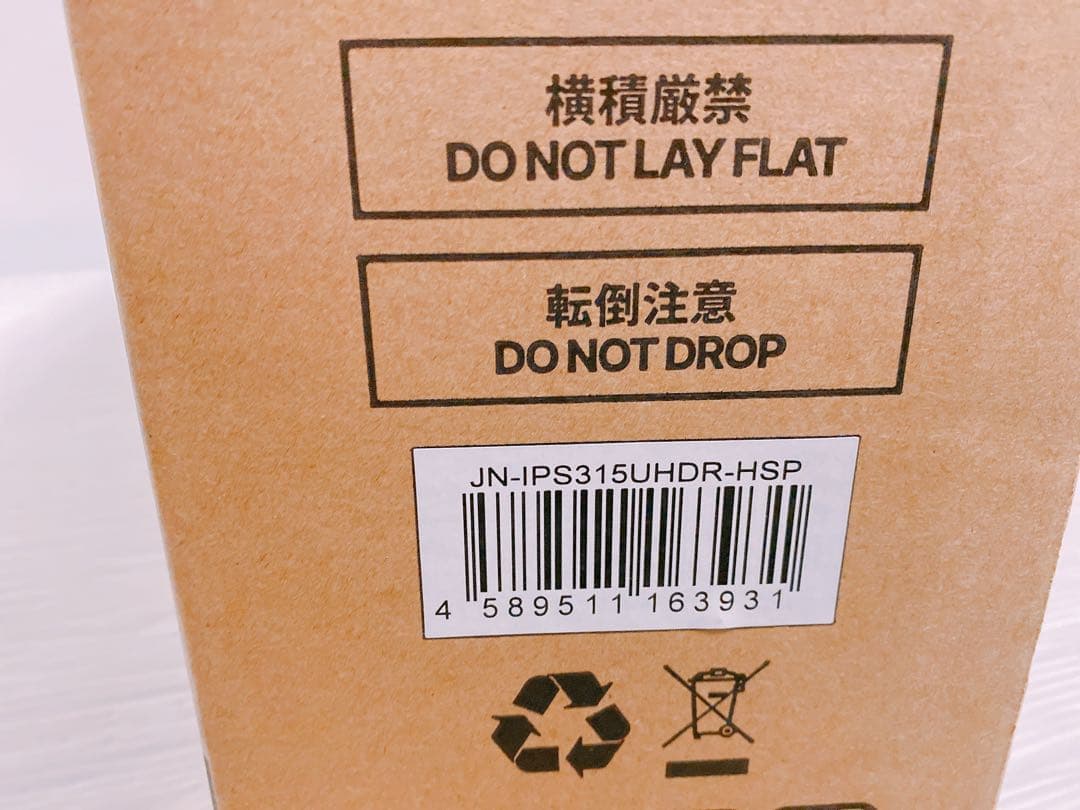 横積厳禁
DO NOT LAY FLAT
転倒注意
DO NOT DROP
JN-IPS315UHDR-HSP
4 589511 163931